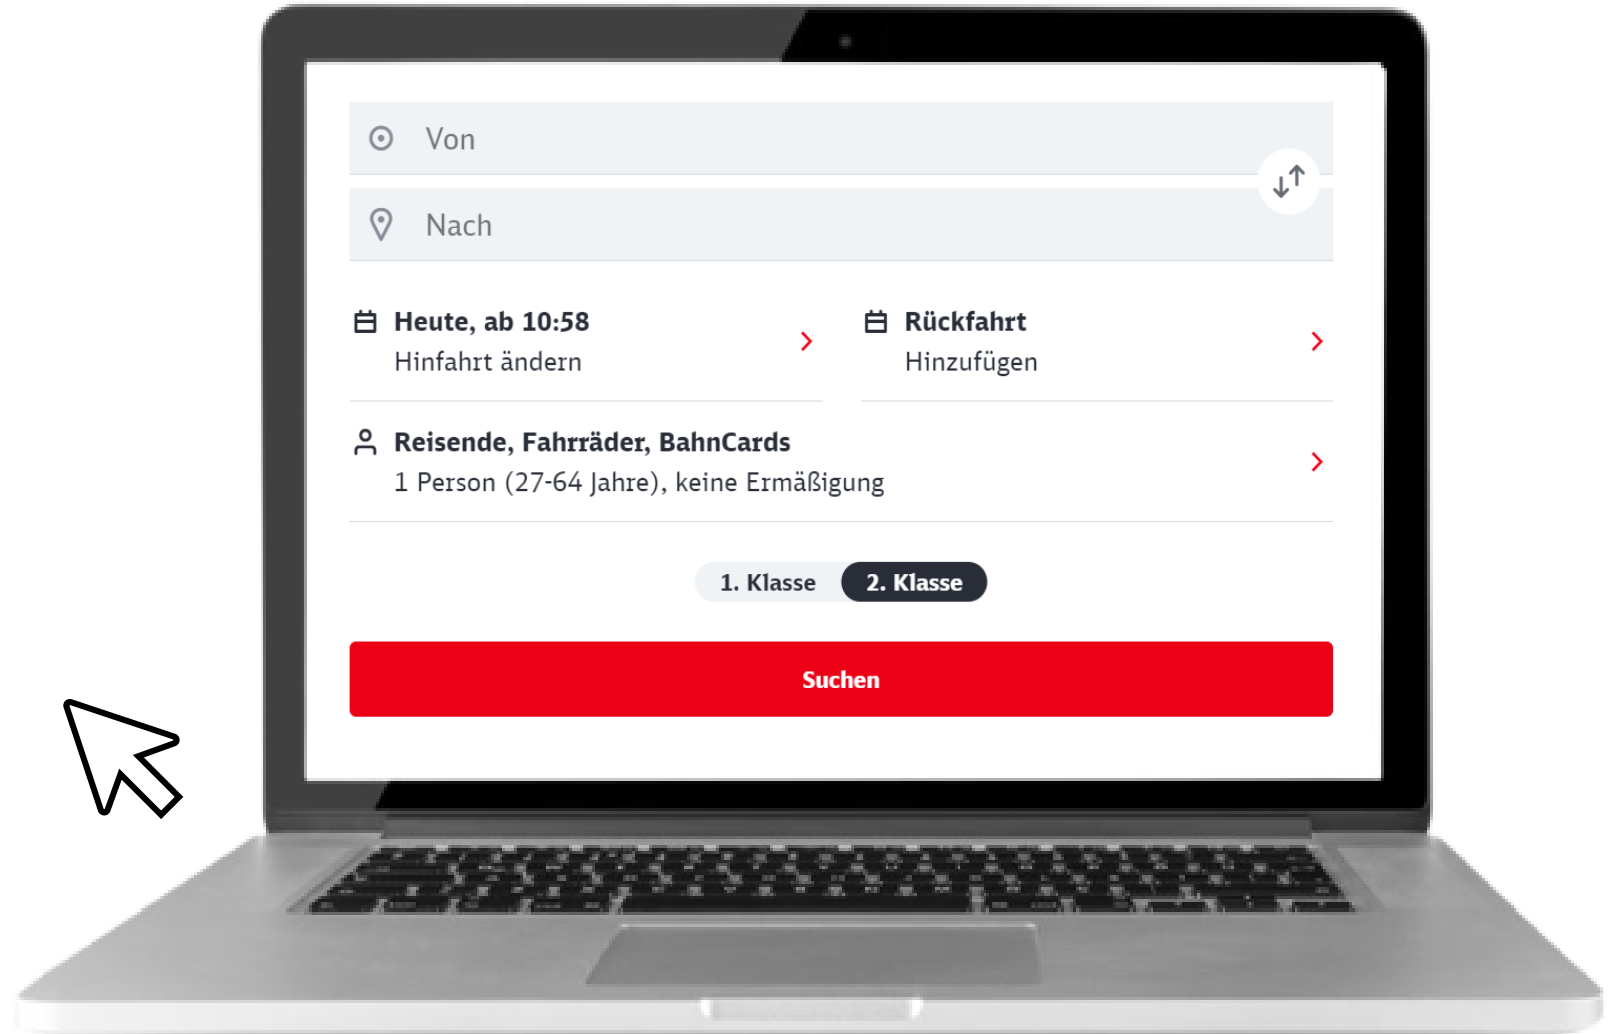 Von
Nach
Heute, ab 10:58
Hinfahrt ändern
Rückfahrt
Hinzufügen
Reisende, Fahrräder, BahnCards
1 Person (27-64 Jahre), keine Ermäßigung
1. Klasse
2. Klasse
Suchen